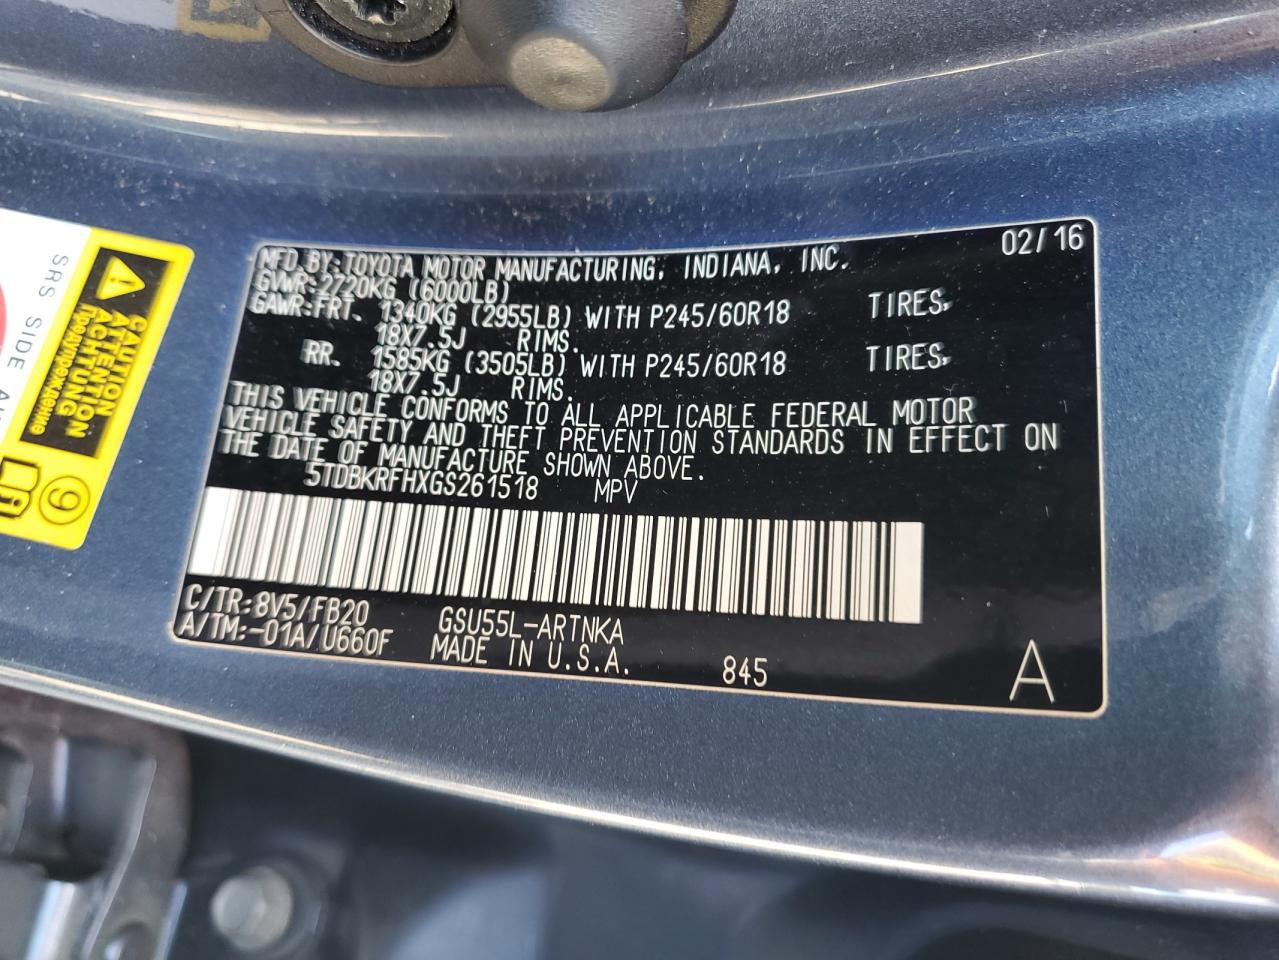 MFD.BY:TOYOTA MOTOR MANUFACTURING, INDIANA, INC. 02/16
GVWR:2720KG (6000LB)
GAWR:FRT. 1340KG (2955LB) WITH P245/60R18 TIRES,
18X7.5J RIMS.
RR. 1585KG (3505LB) WITH P245/60R18 TIRES,
18X7.5J RIMS.
THIS VEHICLE CONFORMS TO ALL APPLICABLE FEDERAL MOTOR
VEHICLE SAFETY AND THEFT PREVENTION STANDARDS IN EFFECT ON
THE DATE OF MANUFACTURE SHOWN ABOVE.
5TDBKRFHXGS261518 MPV
C/TR:8V5/FB20 GSU55L-ARTNKA
A/TM:-01A/U660F MADE IN U.S.A. 845 A
SRS SIDE
CAUTION
ATTENTION
ACHTUNG
Предупреждение
9